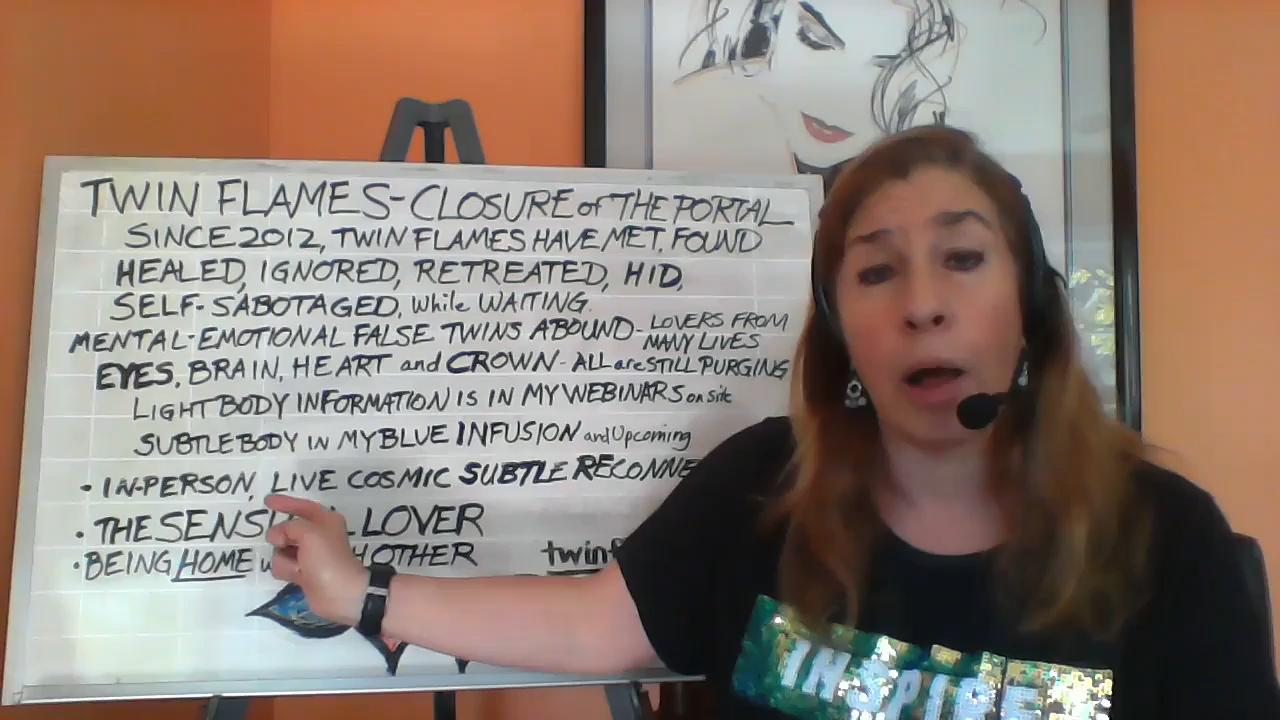 TWIN FLAMES-CLOSURE of THE PORTAL
SINCE 2012, TWIN FLAMES HAVE MET, FOUND
HEALED, IGNORED, RETREATED, HID,
SELF-SABOTAGED, while WAITING.
MENTAL-EMOTIONAL FALSE TWINS ABOUND - LOVERS FROM
MANY LIVES
EYES, BRAIN, HEART and CROWN - ALL are STILL PURGING
LIGHT BODY INFORMATION IS IN MY WEBINARS on site
SUBTLE BODY IN MY BLUE INFUSION and Upcoming
• IN-PERSON, LIVE COSMIC SUBTLE RECONNE
• THE LOVER
• BEING HOME OTHER
INSPIRE